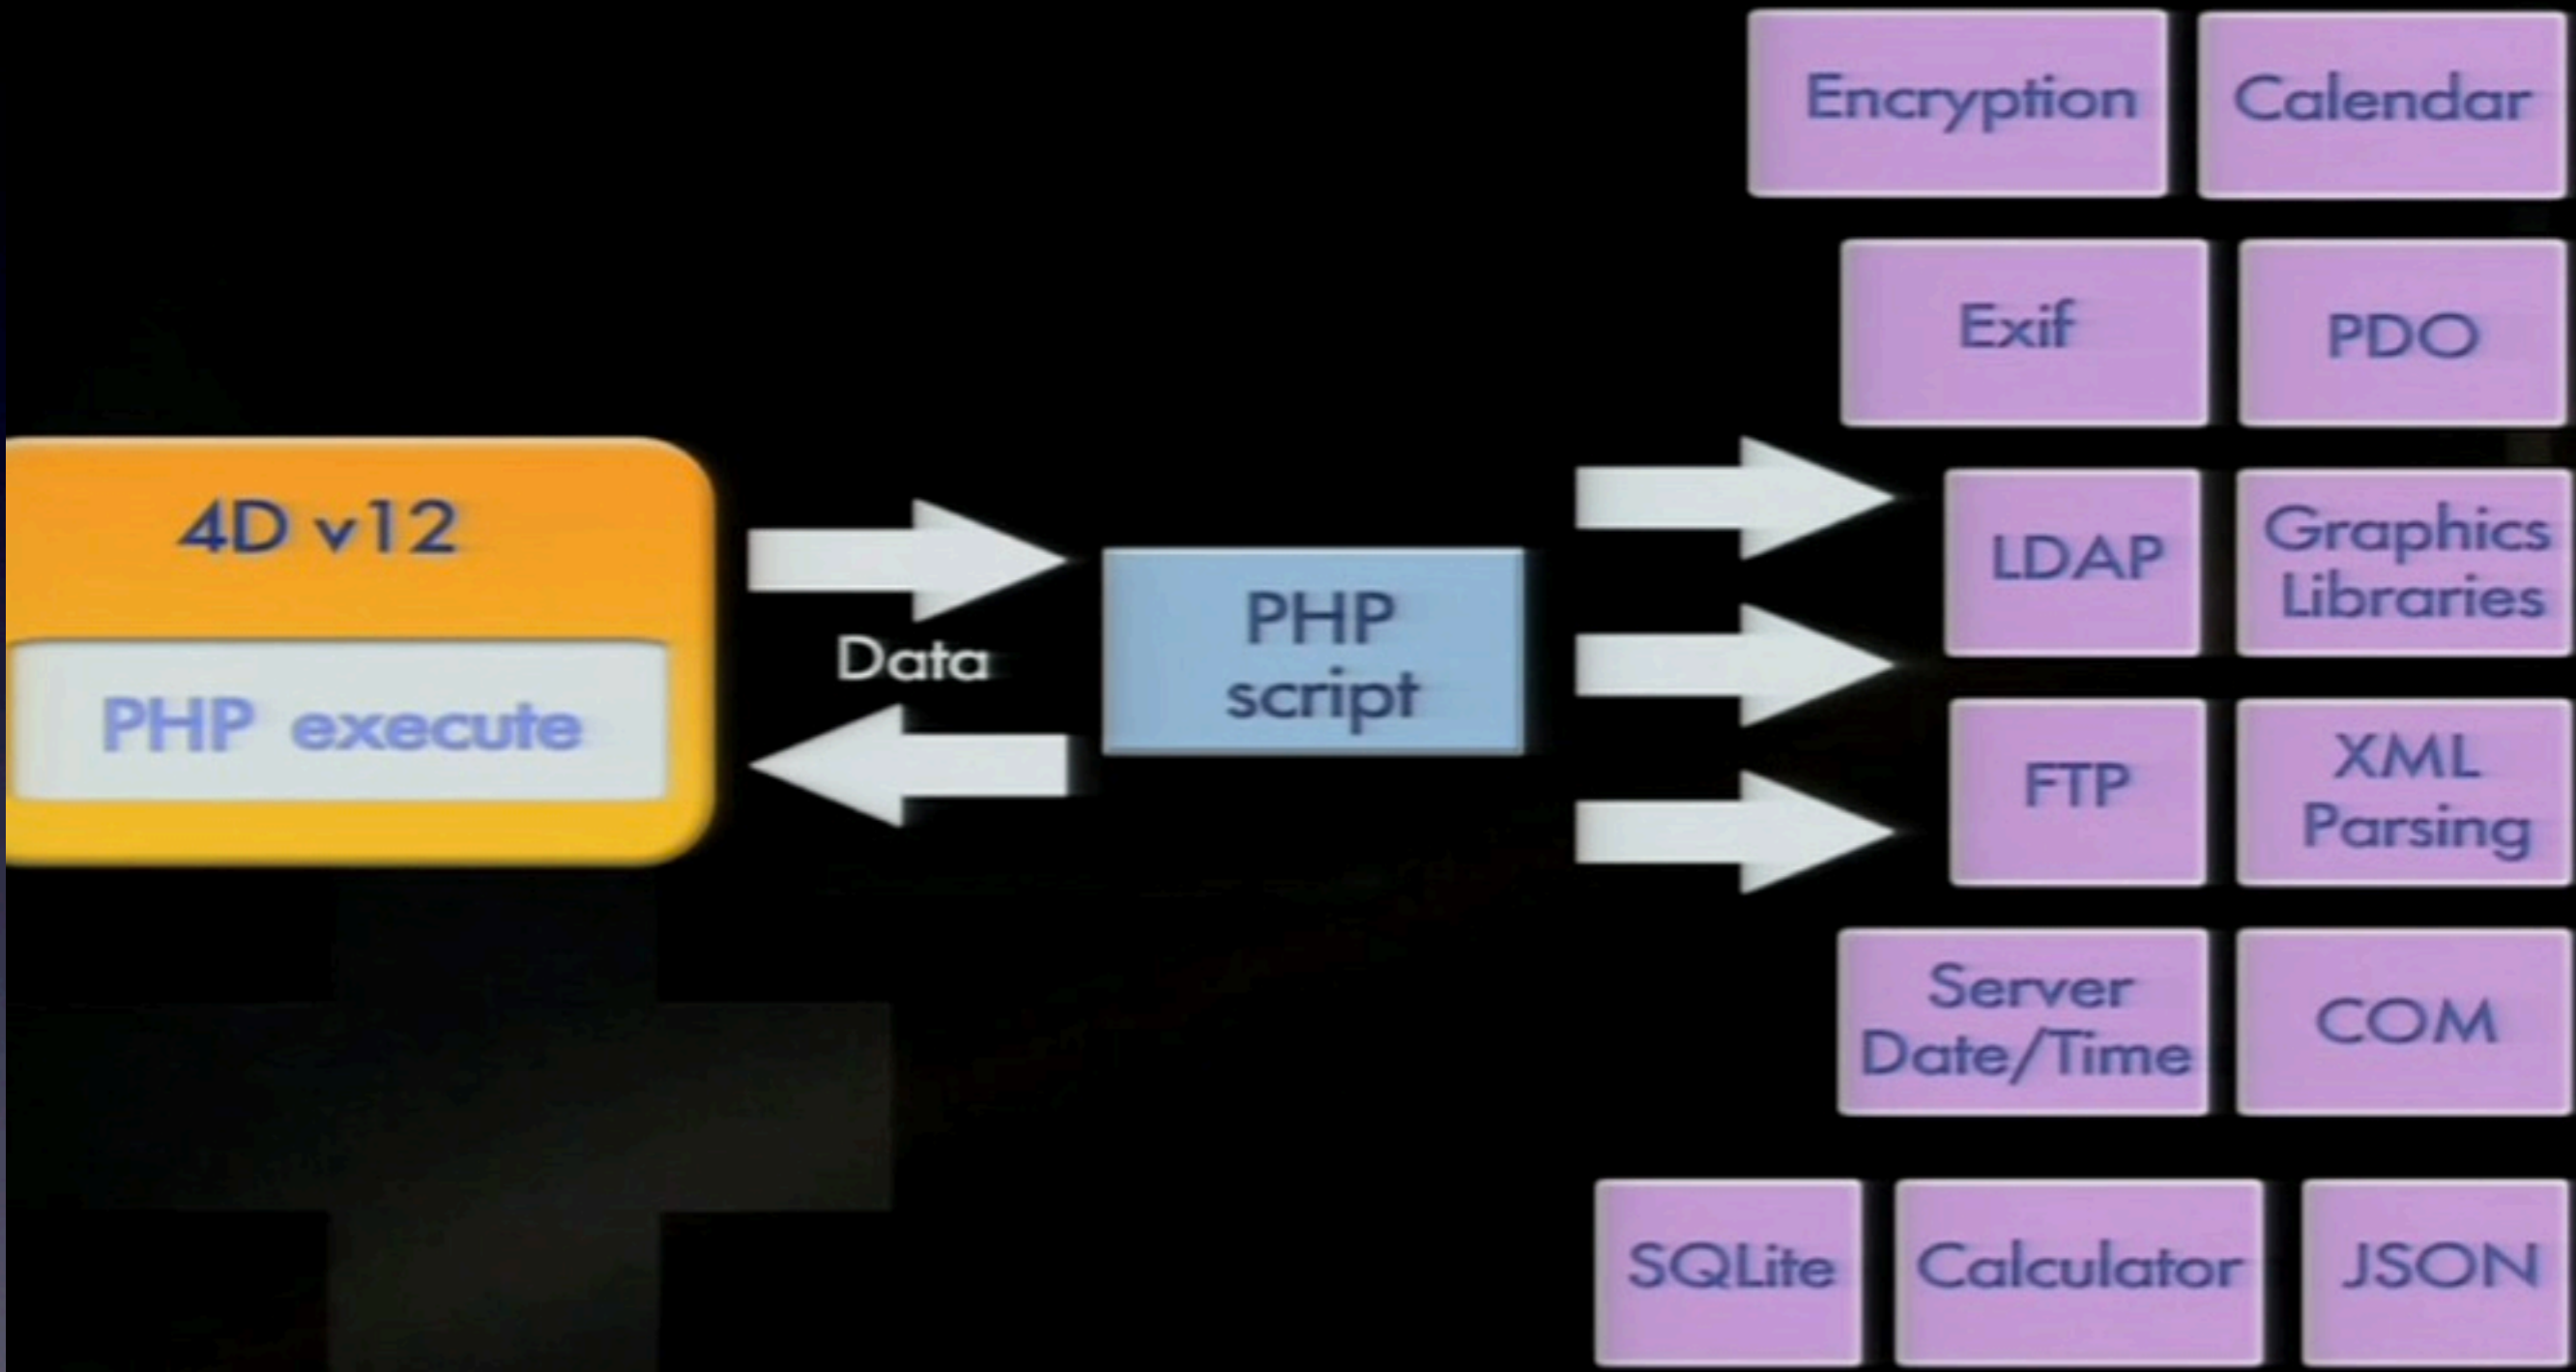 Encryption
Calendar
Exif
PDO
4D v12
PHP execute
Data
PHP
script
LDAP
Graphics
Libraries
FTP
XML
Parsing
Server
Date/Time
COM
SQLite
Calculator
JSON